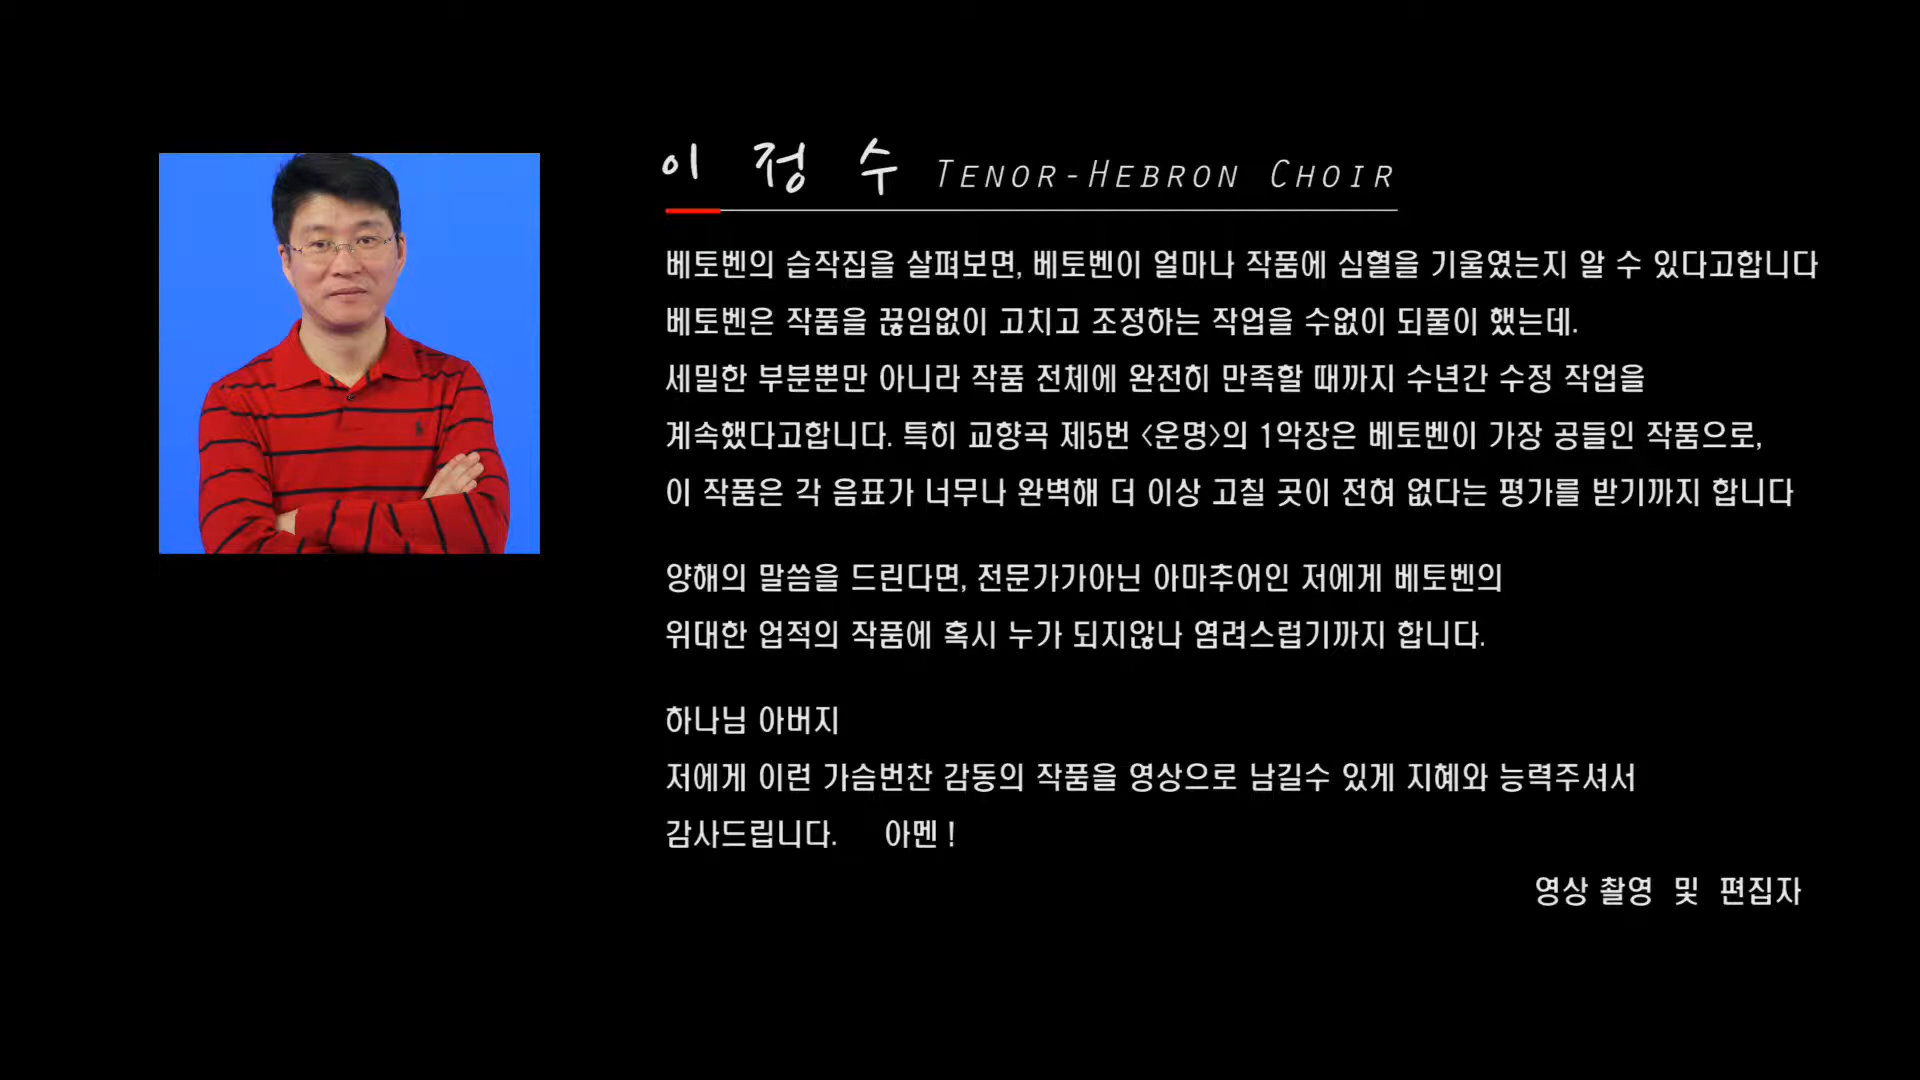 이 정 수 TENOR-HEBRON CHOIR
베토벤의 습작집을 살펴보면, 베토벤이 얼마나 작품에 심혈을 기울였는지 알 수 있다고합니다
베토벤은 작품을 끊임없이 고치고 조정하는 작업을 수없이 되풀이 했는데.
세밀한 부분뿐만 아니라 작품 전체에 완전히 만족할 때까지 수년간 수정 작업을
계속했다고합니다. 특히 교향곡 제5번 <운명>의 1악장은 베토벤이 가장 공들인 작품으로,
이 작품은 각 음표가 너무나 완벽해 더 이상 고칠 곳이 전혀 없다는 평가를 받기까지 합니다
양해의 말씀을 드린다면, 전문가가아닌 아마추어인 저에게 베토벤의
위대한 업적의 작품에 혹시 누가 되지않나 염려스럽기까지 합니다.
하나님 아버지
저에게 이런 가슴번찬 감동의 작품을 영상으로 남길수 있게 지혜와 능력주셔서
감사드립니다. 아멘 !
영상 촬영 및 편집자